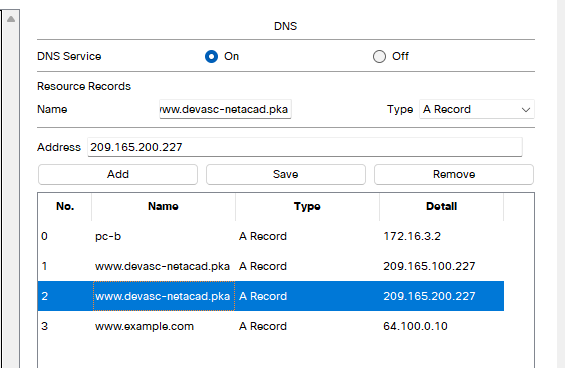 DNS
DNS Service On Off
Resource Records
Name www.devasc-netacad.pka Type A Record
Address 209.165.200.227
Add Save Remove
No. Name Type Detail
0 pc-b A Record 172.16.3.2
1 www.devasc-netacad.pka A Record 209.165.100.227
2 www.devasc-netacad.pka A Record 209.165.200.227
3 www.example.com A Record 64.100.0.10